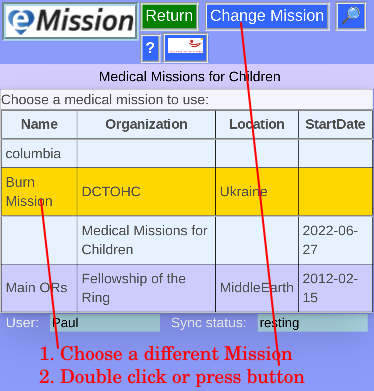 eMission
Return
Change Mission
?
Medical Missions for Children
Choose a medical mission to use:
Name Organization Location StartDate
columbia
Burn Mission DCTOHC Ukraine
Medical Missions for Children 2022-06-27
Main ORs Fellowship of the Ring MiddleEarth 2012-02-15
User: Paul Sync status: resting
1. Choose a different Mission
2. Double click or press button